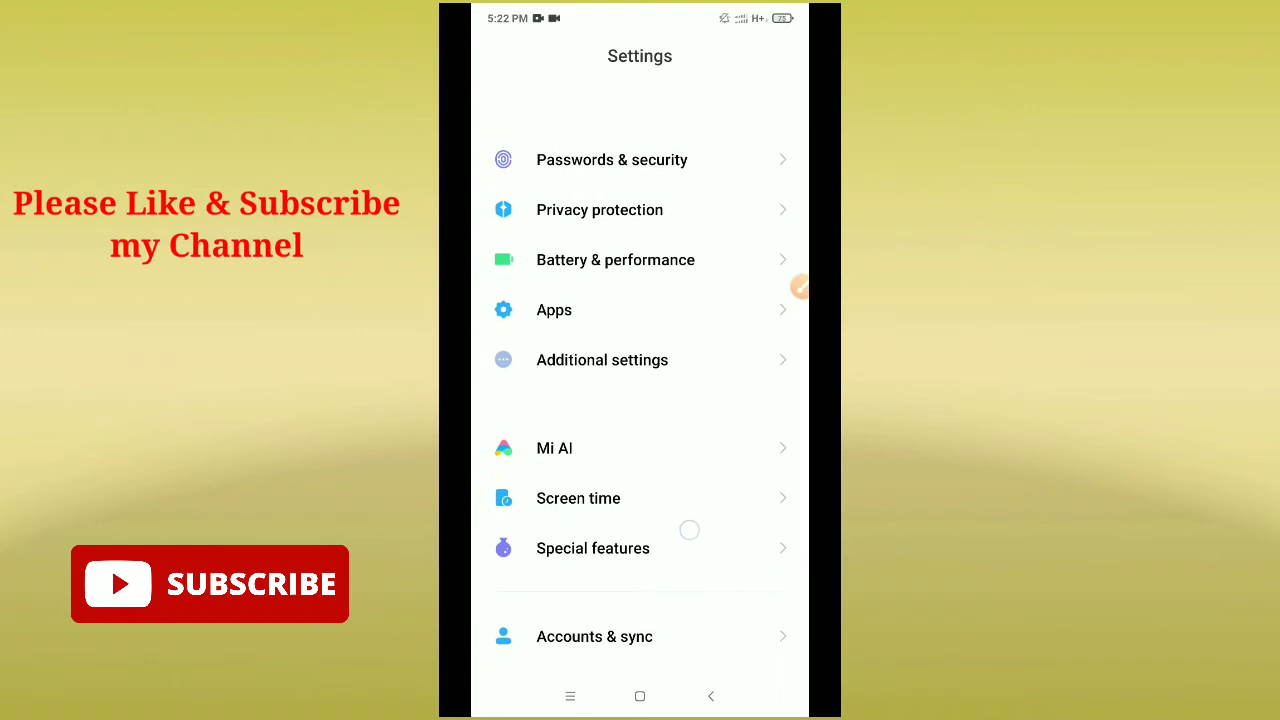 5:22 PM
H+
75
Settings
Passwords & security
Privacy protection
Battery & performance
Apps
Additional settings
Mi AI
Screen time
Special features
Accounts & sync
Please Like & Subscribe
my Channel
SUBSCRIBE